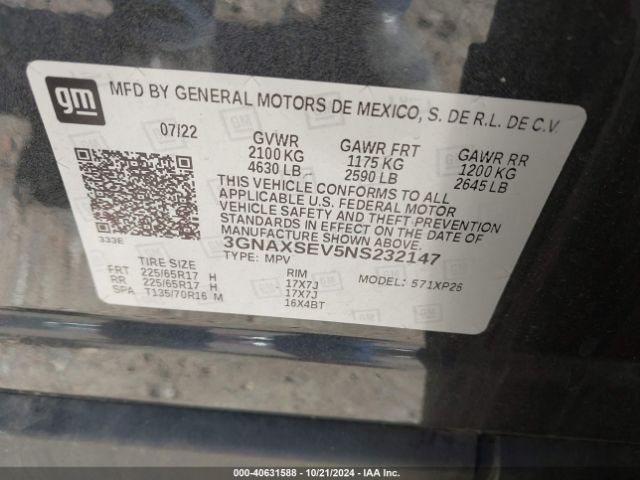 gm
MFD BY GENERAL MOTORS DE MEXICO, S. DE R.L. DE C.V.
07/22 GVWR GAWR FRT GAWR RR
2100 KG 1175 KG 1200 KG
4630 LB 2590 LB 2645 LB
THIS VEHICLE CONFORMS TO ALL
APPLICABLE U.S. FEDERAL MOTOR
VEHICLE SAFETY AND THEFT PREVENTION
STANDARDS IN EFFECT ON THE DATE OF
MANUFACTURE SHOWN ABOVE.
333E
3GNAXSEV5NS232147
TYPE: MPV
TIRE SIZE RIM MODEL: 571XP26
FRT 225/65R17 H 17X7J
RR 225/65R17 H 17X7J
SPA T135/70R16 M 16X4BT
000-40631588 - 10/21/2024 - IAA Inc.